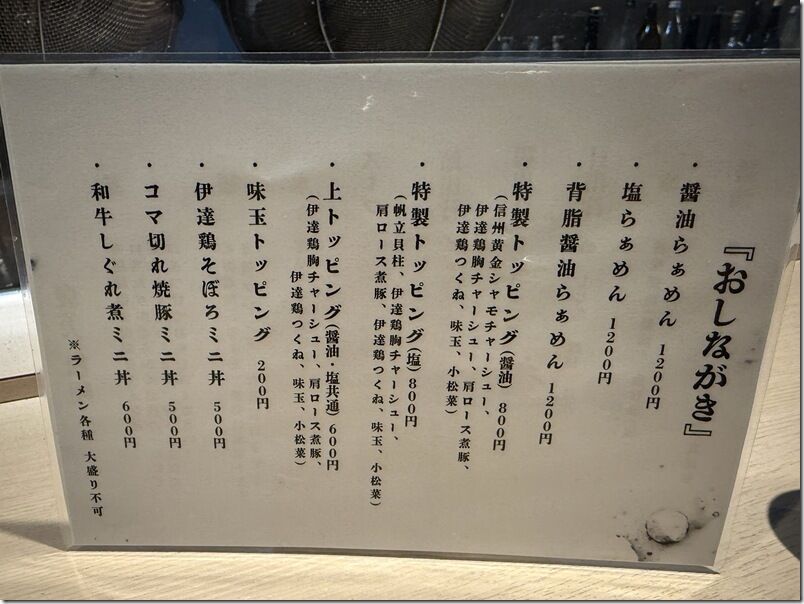 『おしながき』
・醤油らぁめん 1200円
・塩らぁめん 1200円
・背脂醤油らぁめん 1200円
・特製トッピング(醤油) 800円
(信州黄金シャモチャーシュー、
伊達鶏胸チャーシュー、肩ロース煮豚、
伊達鶏つくね、味玉、小松菜)
・特製トッピング(塩) 800円
(帆立貝柱、伊達鶏胸チャーシュー、
肩ロース煮豚、伊達鶏つくね、味玉、小松菜)
・上トッピング(醤油・塩共通) 600円
(伊達鶏胸チャーシュー、肩ロース煮豚、
伊達鶏つくね、味玉、小松菜)
・味玉トッピング 200円
・伊達鶏そぼろミニ丼 500円
・コマ切れ焼豚ミニ丼 500円
・和牛しぐれ煮ミニ丼 600円
※ラーメン各種 大盛り不可